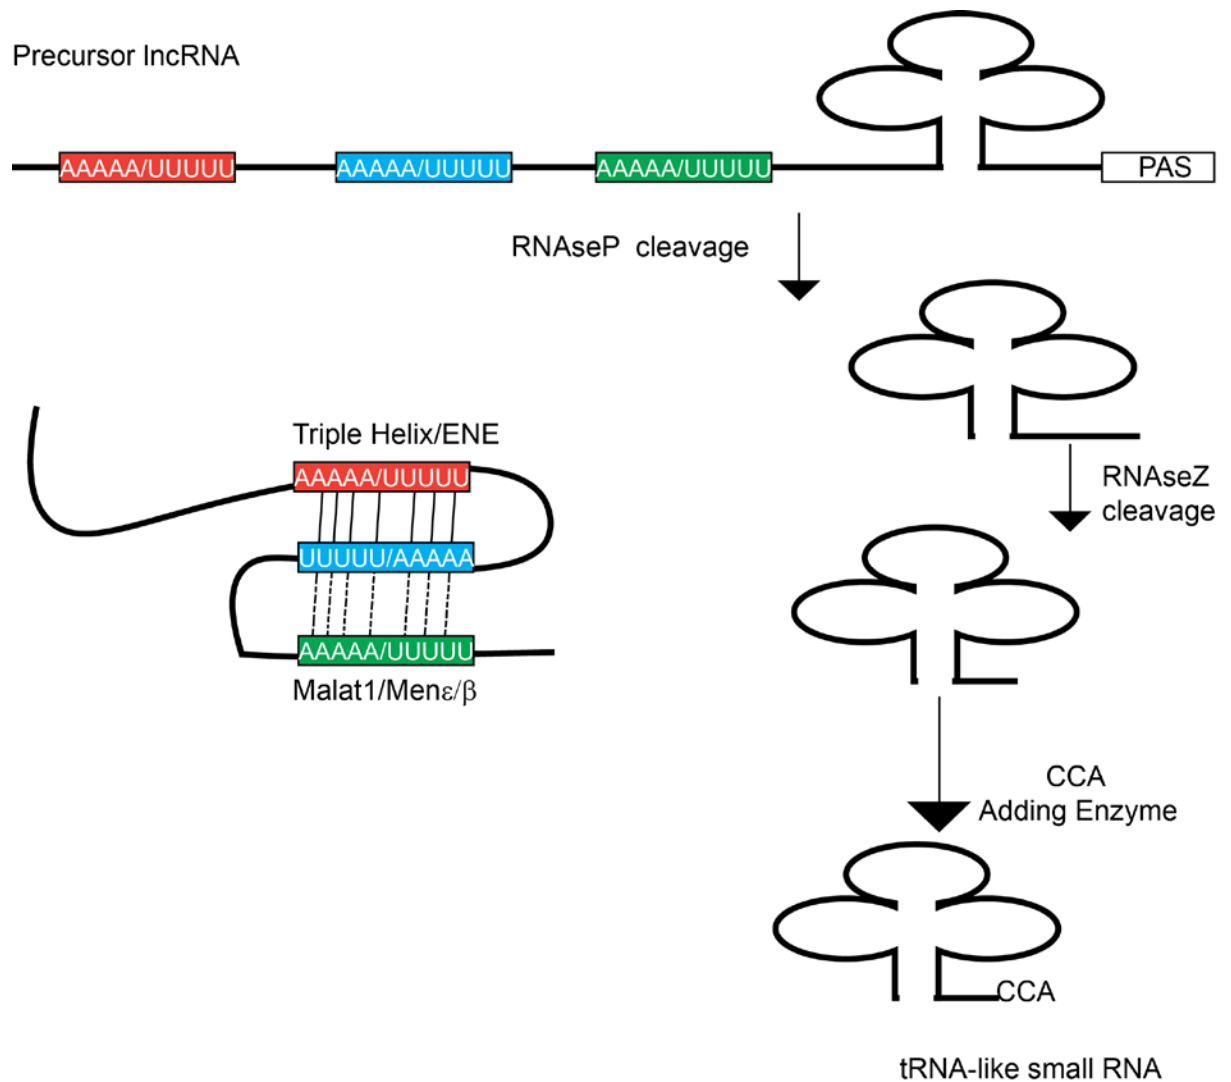 Precursor lncRNA
AAAAA/UUUUU
AAAAA/UUUUU
AAAAA/UUUUU
PAS
RNAseP cleavage
RNAseZ
cleavage
Triple Helix/ENE
AAAAA/UUUUU
UUUUU/AAAAA
AAAAA/UUUUU
Malat1/Menε/β
CCA
Adding Enzyme
CCA
tRNA-like small RNA